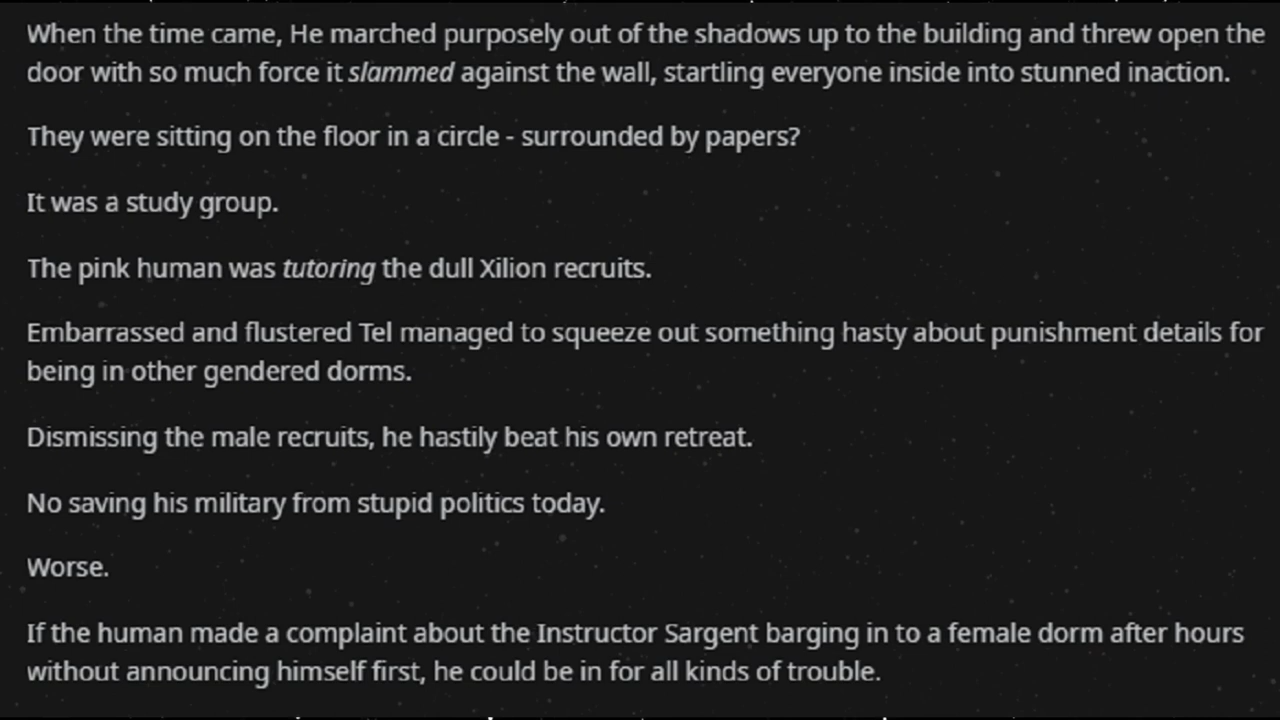 When the time came, He marched purposely out of the shadows up to the building and threw open the
door with so much force it slammed against the wall, startling everyone inside into stunned inaction.
They were sitting on the floor in a circle - surrounded by papers?
It was a study group.
The pink human was tutoring the dull Xilion recruits.
Embarrassed and flustered Tel managed to squeeze out something hasty about punishment details for
being in other gendered dorms.
Dismissing the male recruits, he hastily beat his own retreat.
No saving his military from stupid politics today.
Worse.
If the human made a complaint about the Instructor Sargent barging in to a female dorm after hours
without announcing himself first, he could be in for all kinds of trouble.